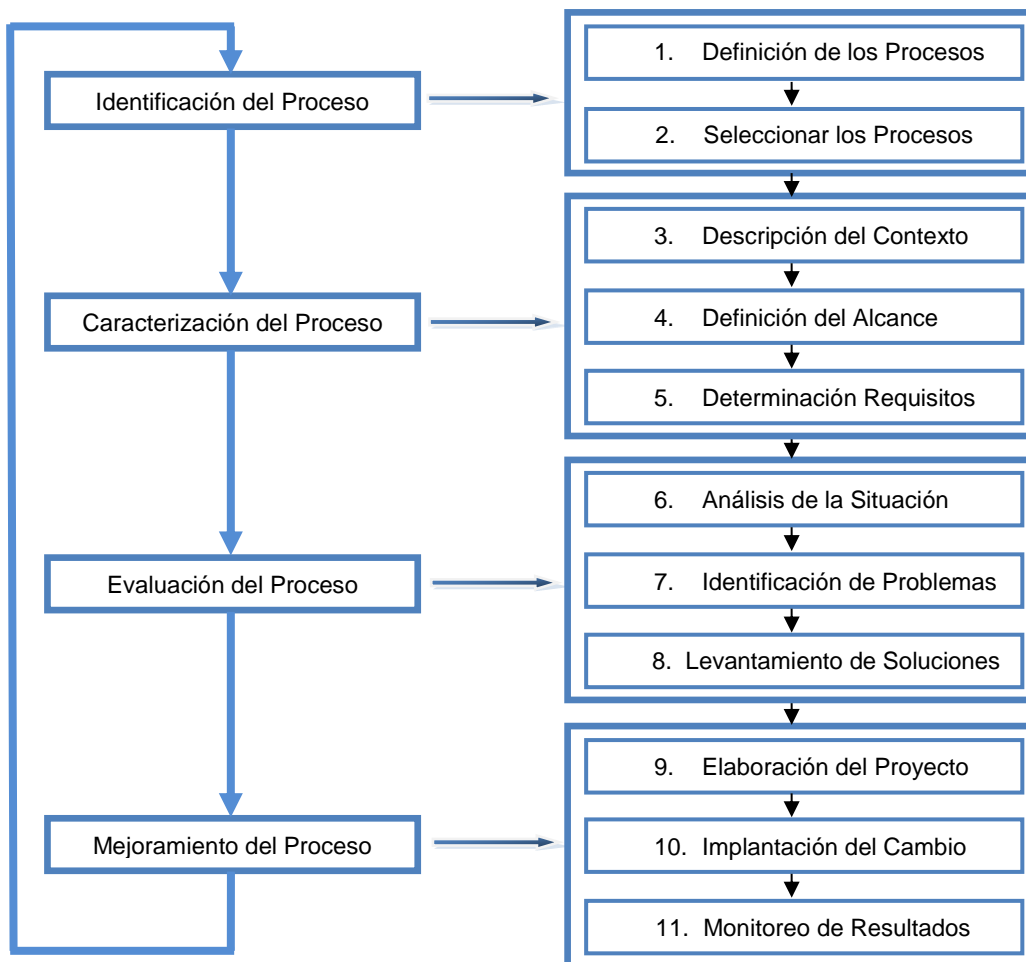 Identificación del Proceso
1. Definición de los Procesos
2. Seleccionar los Procesos
Caracterización del Proceso
3. Descripción del Contexto
4. Definición del Alcance
5. Determinación Requisitos
Evaluación del Proceso
6. Análisis de la Situación
7. Identificación de Problemas
8. Levantamiento de Soluciones
Mejoramiento del Proceso
9. Elaboración del Proyecto
10. Implantación del Cambio
11. Monitoreo de Resultados